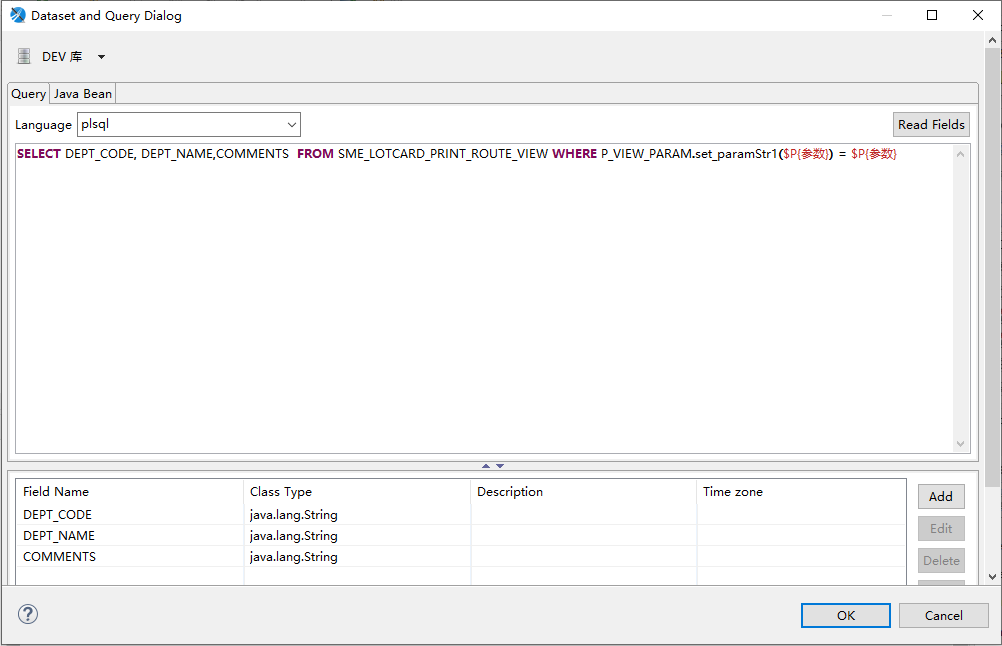 Dataset and Query Dialog
DEV 库
Query Java Bean
Language plsql Read Fields
SELECT DEPT_CODE, DEPT_NAME,COMMENTS  FROM SME_LOTCARD_PRINT_ROUTE_VIEW WHERE P_VIEW_PARAM.set_paramStr1($P{参数}) = $P{参数}
Field Name Class Type Description Time zone
DEPT_CODE java.lang.String
DEPT_NAME java.lang.String
COMMENTS java.lang.String
Add
Edit
Delete
?
OK Cancel